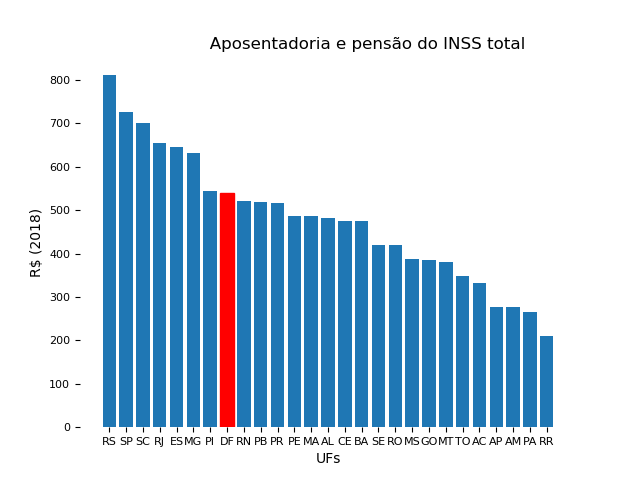 Aposentadoria e pensão do INSS total
R$ (2018)
800
700
600
500
400
300
200
100
0
RS SP SC RJ ES MG PI DF RN PB PR PE MA AL CE BA SE RO MS GO MT TO AC AP AM PA RR
UFs